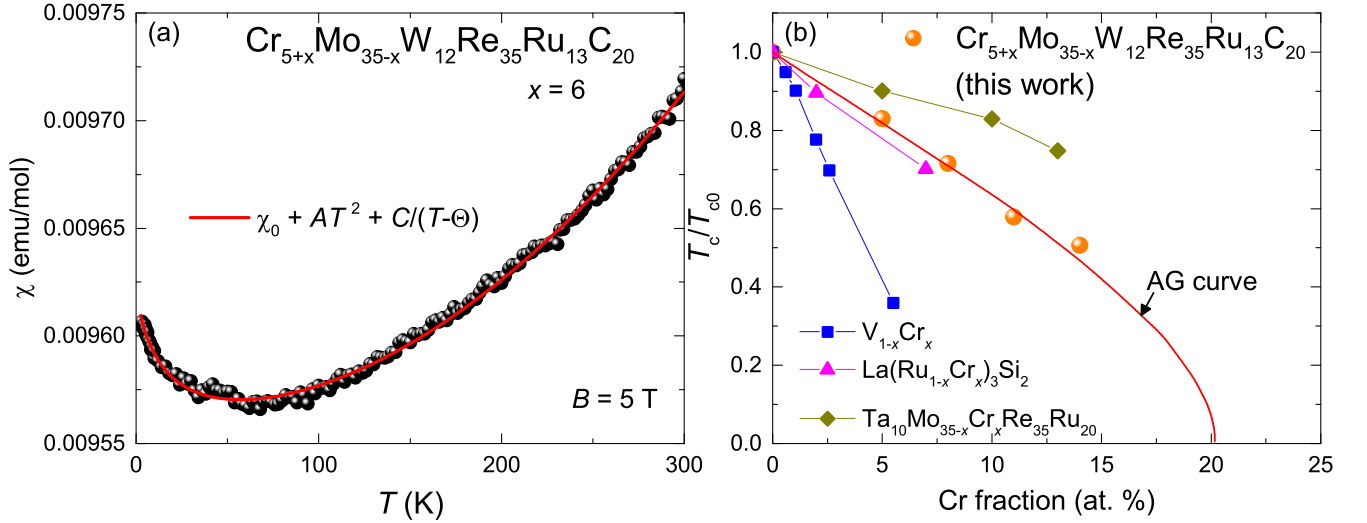 (a) Cr5+xMo35-xW12Re35Ru13C20
x = 6
χ0 + AT 2 + C/(T-Θ)
B = 5 T
χ (emu/mol)
0.00975
0.00970
0.00965
0.00960
0.00955
0 100 200 300
T (K)
(b) Cr5+xMo35-xW12Re35Ru13C20
(this work)
AG curve
V1-xCrx
La(Ru1-xCrx)3Si2
Ta10Mo35-xCrxRe35Ru20
Tc/Tc0
1.0
0.8
0.6
0.4
0.2
0.0
0 5 10 15 20 25
Cr fraction (at. %)